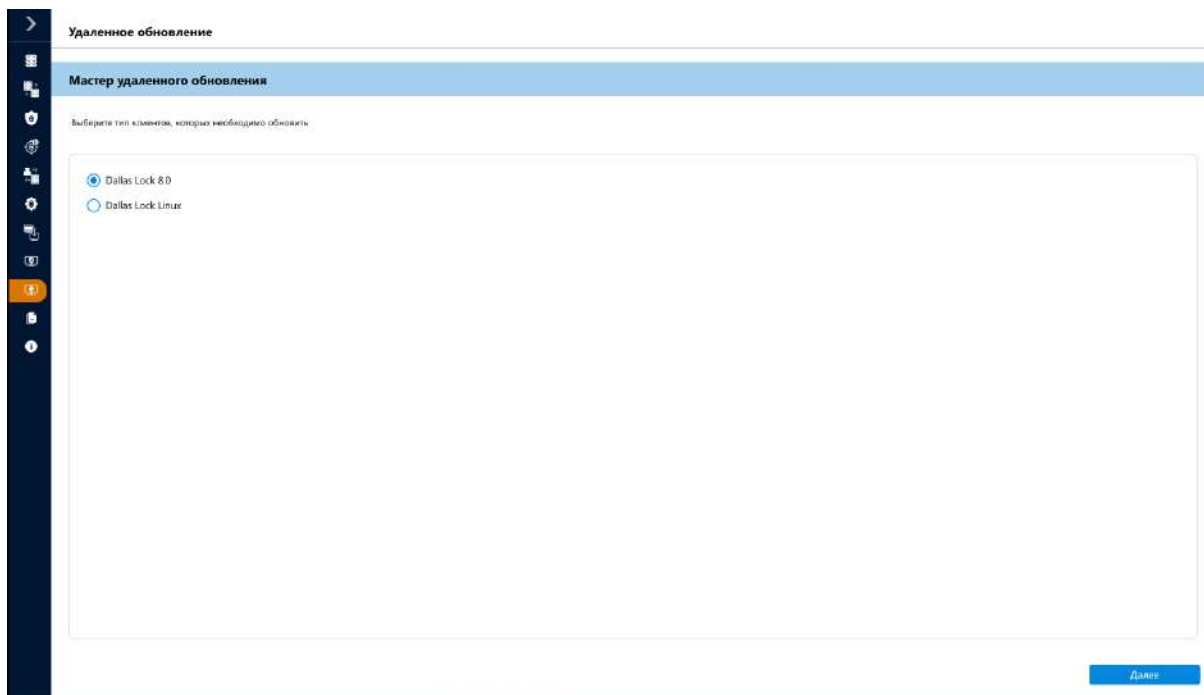 Удаленное обновление
Мастер удаленного обновления
Выберите тип клиентов, которых необходимо обновить
Dallas Lock 8.0
Dallas Lock Linux
Далее